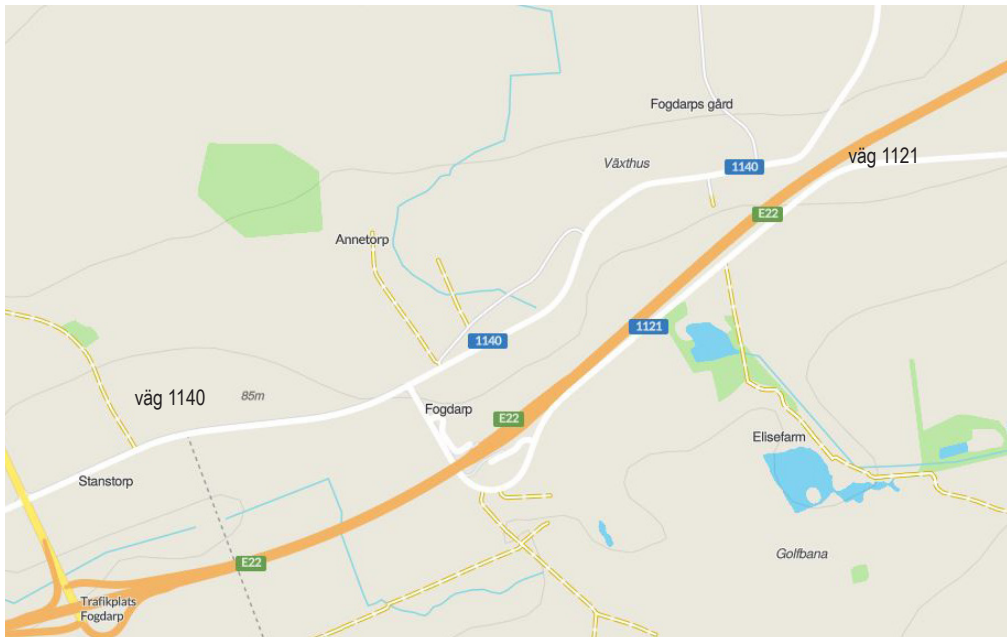 Fogdarps gård
väg 1121
Växthus
1140
E22
Annetorp
1121
1140
väg 1140
85m
Fogdarp
E22
Elisefarm
Stanstorp
Golfbana
E22
Trafikplats
Fogdarp